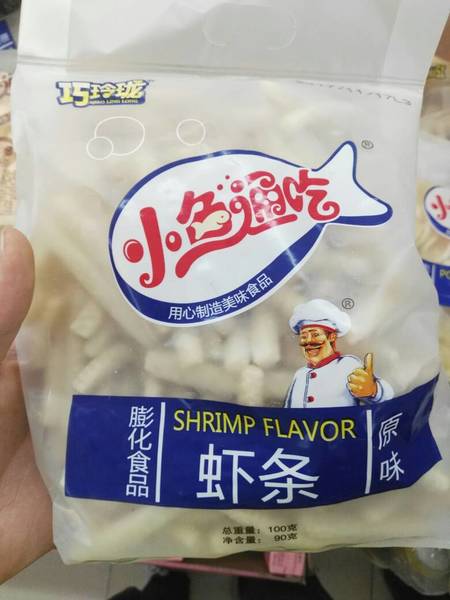 巧玲珑
QIAO LING LONG
®
小鱼通吃
用心制造美味食品
®
膨化食品
SHRIMP FLAVOR
虾条
原味
总重量：100克
净含量：90克